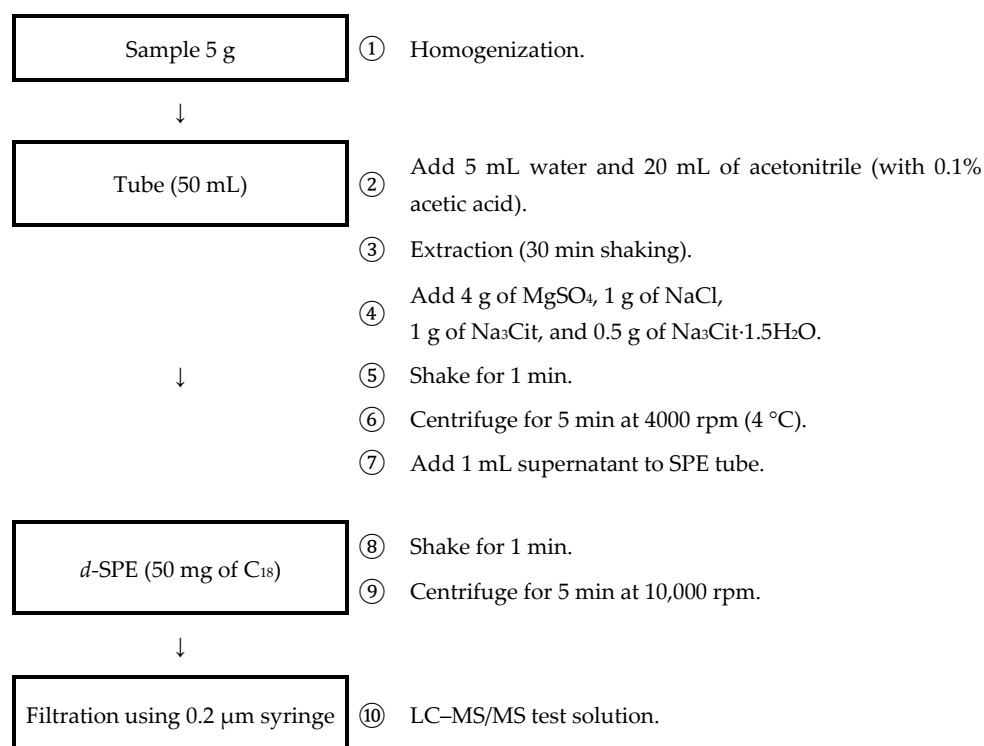 Sample 5 g
① Homogenization.
↓
Tube (50 mL)
② Add 5 mL water and 20 mL of acetonitrile (with 0.1%
acetic acid).
③ Extraction (30 min shaking).
④ Add 4 g of MgSO₄, 1 g of NaCl,
1 g of Na₃Cit, and 0.5 g of Na₃Cit·1.5H₂O.
↓
⑤ Shake for 1 min.
⑥ Centrifuge for 5 min at 4000 rpm (4 °C).
⑦ Add 1 mL supernatant to SPE tube.
d-SPE (50 mg of C₁₈)
⑧ Shake for 1 min.
⑨ Centrifuge for 5 min at 10,000 rpm.
↓
Filtration using 0.2 µm syringe
⑩ LC–MS/MS test solution.